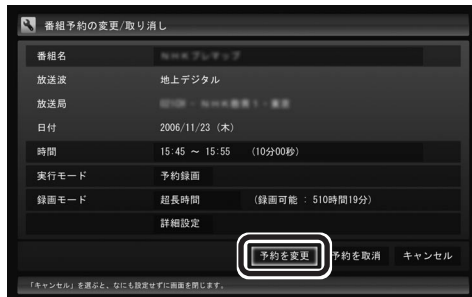 番組予約の変更/取り消し
番組名
放送波 地上デジタル
放送局
日付 2006/11/23 (木)
時間 15:45 ～ 15:55 (10分00秒)
実行モード 予約録画
録画モード 超長時間 (録画可能 : 510時間19分)
詳細設定
予約を変更 予約を取消 キャンセル
「キャンセル」を選ぶと、なにも設定せずに画面を閉じます。